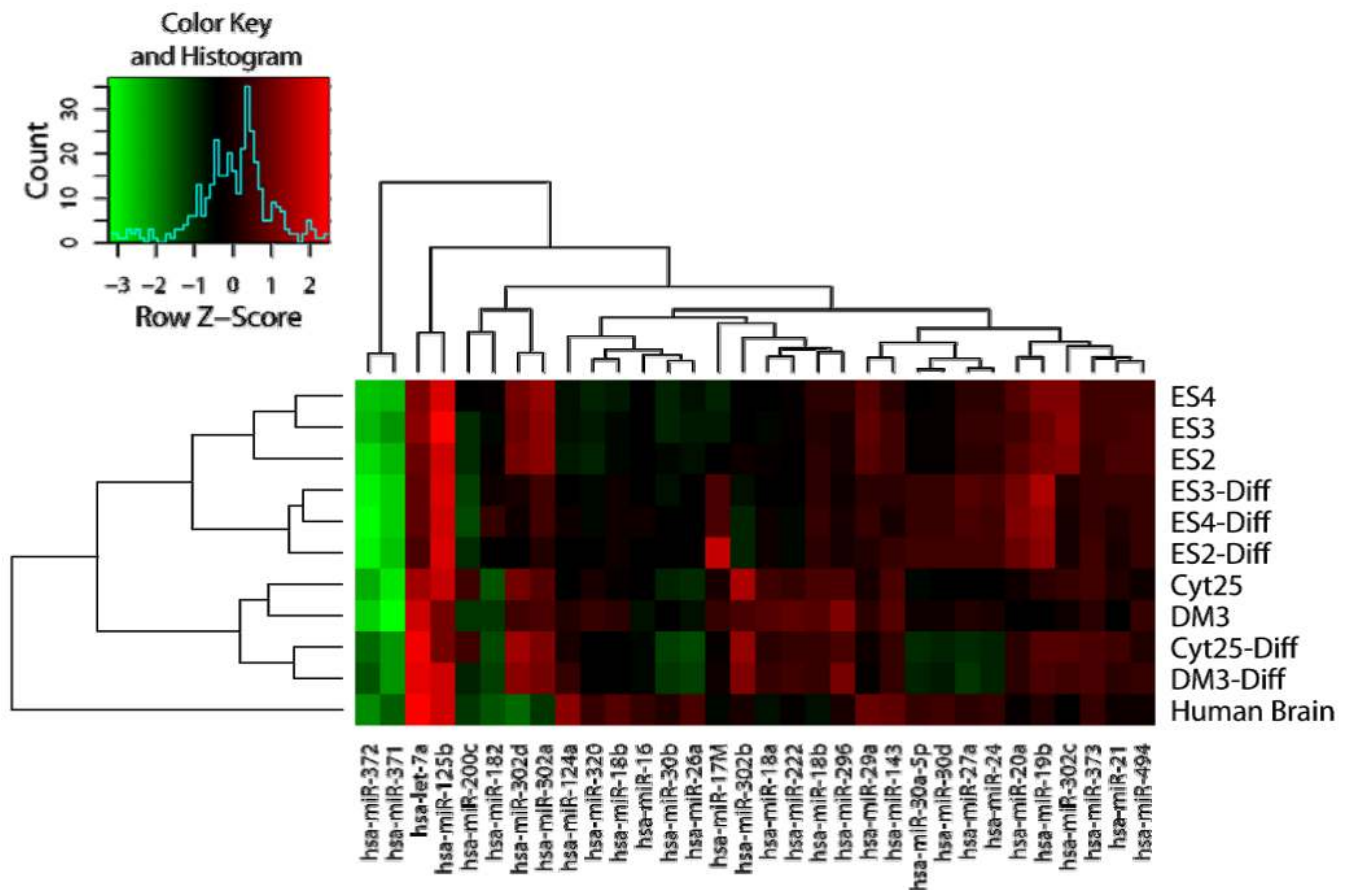 Color Key
and Histogram
Count
0 10 20 30
−3 −2 −1 0 1 2
Row Z−Score
ES4
ES3
ES2
ES3-Diff
ES4-Diff
ES2-Diff
Cyt25
DM3
Cyt25-Diff
DM3-Diff
Human Brain
hsa-miR-372
hsa-miR-371
hsa-let-7a
hsa-miR-125b
hsa-miR-200c
hsa-miR-182
hsa-miR-302d
hsa-miR-302a
hsa-miR-124a
hsa-miR-320
hsa-miR-18b
hsa-miR-16
hsa-miR-30b
hsa-miR-26a
hsa-miR-17M
hsa-miR-302b
hsa-miR-18a
hsa-miR-222
hsa-miR-18b
hsa-miR-296
hsa-miR-29a
hsa-miR-143
hsa-miR-30a-5p
hsa-miR-30d
hsa-miR-27a
hsa-miR-24
hsa-miR-20a
hsa-miR-19b
hsa-miR-302c
hsa-miR-373
hsa-miR-21
hsa-miR-494